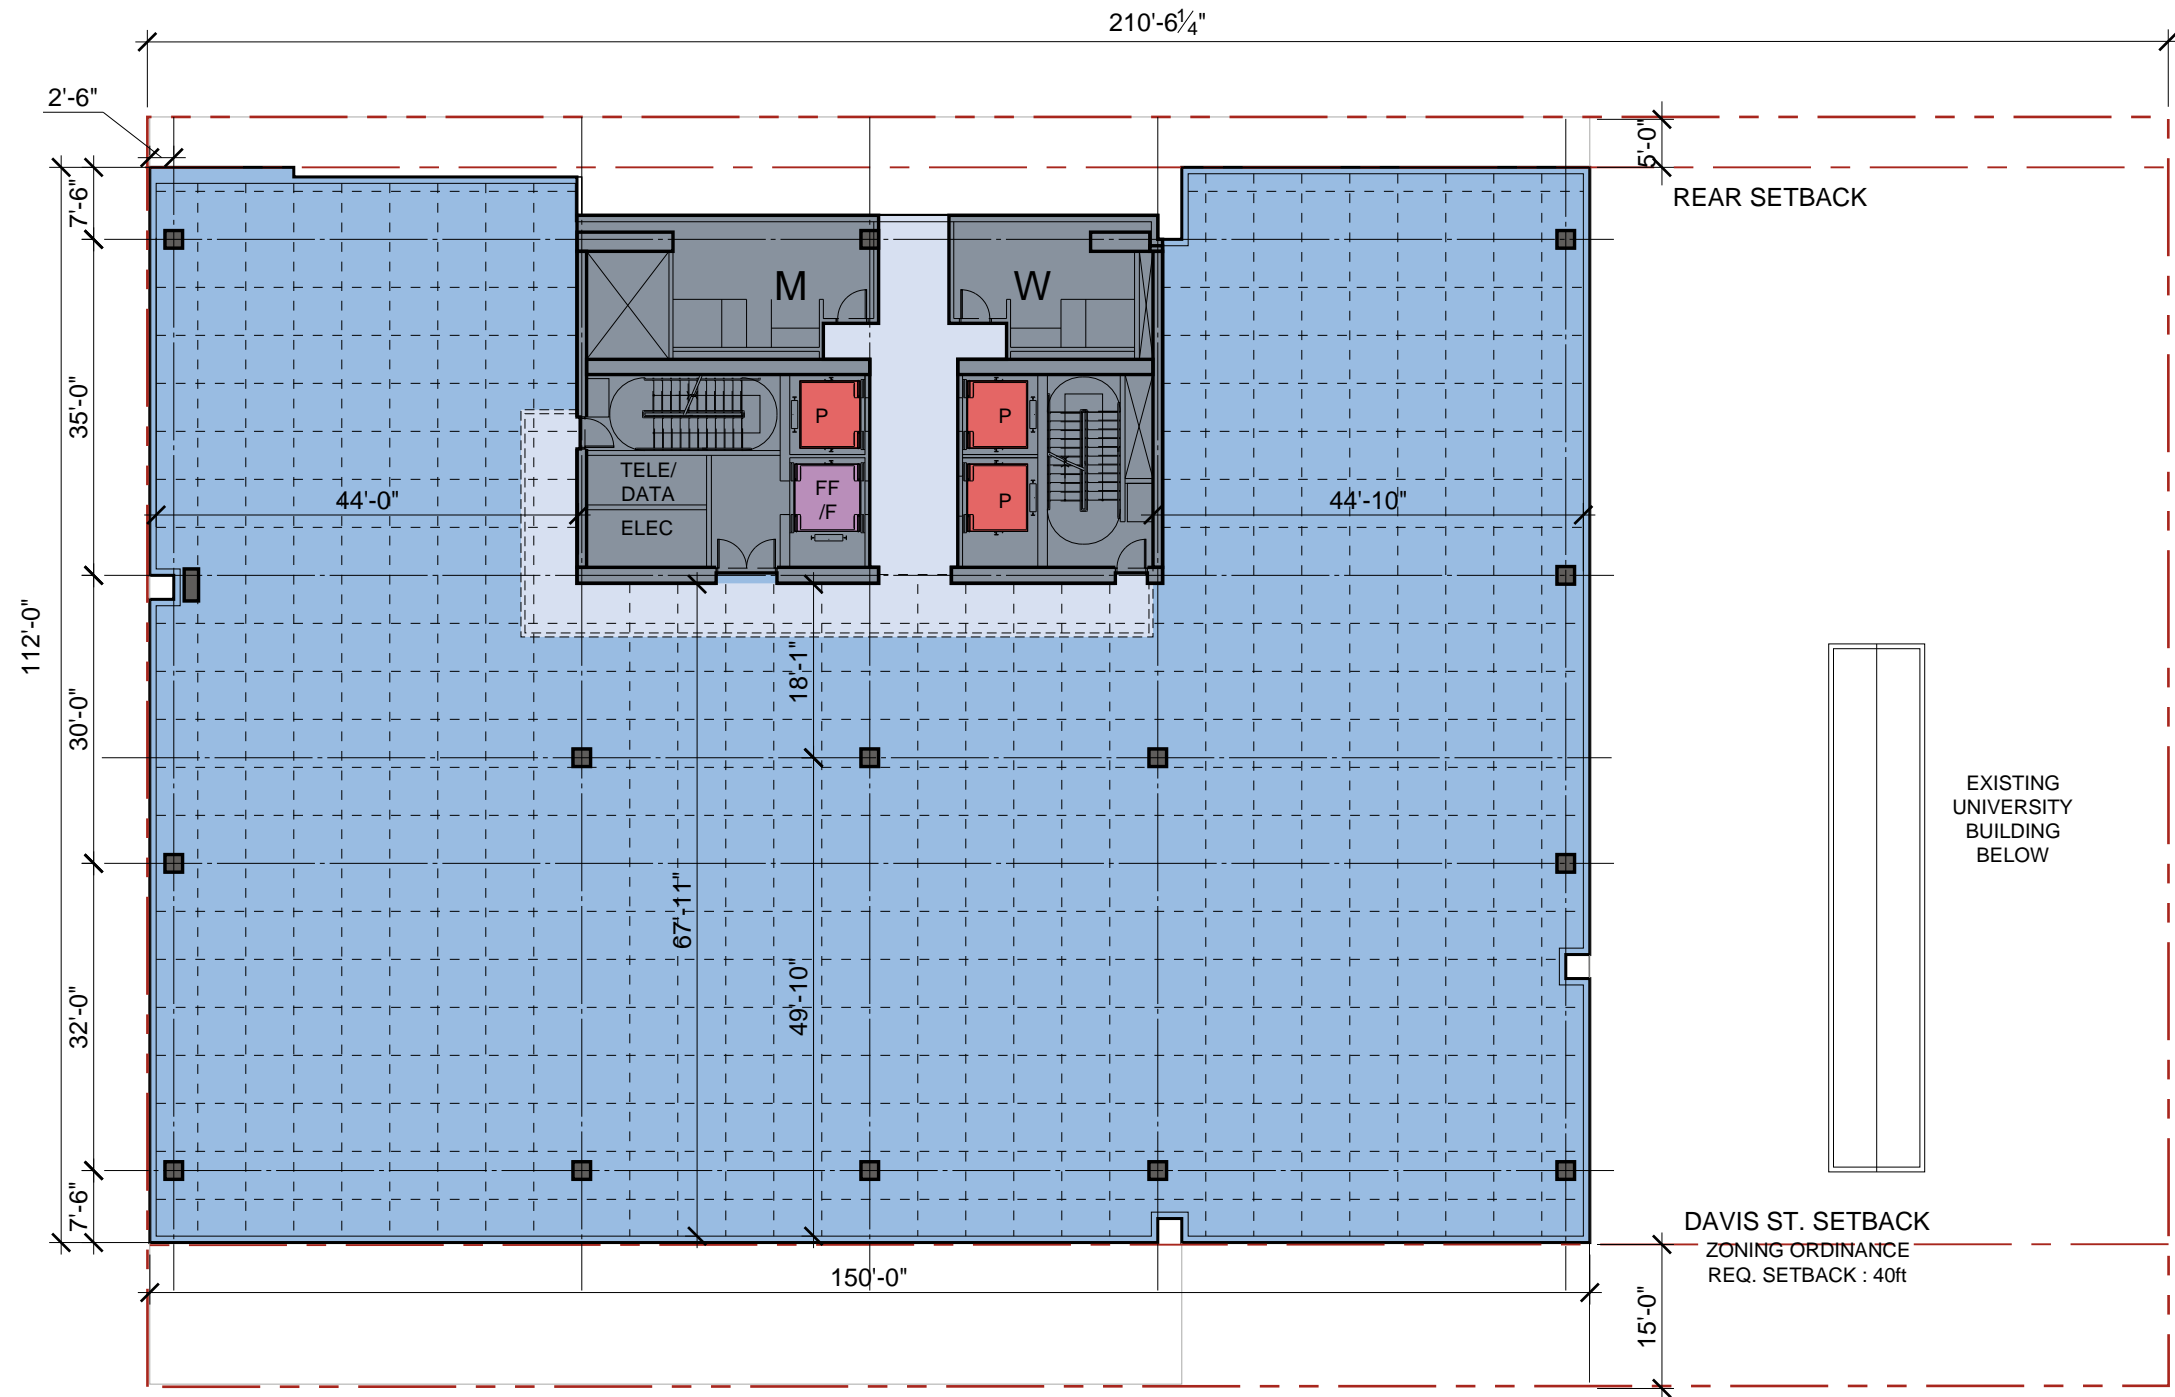 210'-6¼"
2'-6"
5'-0"
7'-6"
REAR SETBACK
M
W
35'-0"
P
P
TELE/
DATA
FF
/F
P
44'-0"
44'-10"
ELEC
112'-0"
18'-1"
30'-0"
EXISTING
UNIVERSITY
BUILDING
BELOW
67'-11"
49'-10"
32'-0"
7'-6"
DAVIS ST. SETBACK
ZONING ORDINANCE
REQ. SETBACK : 40ft
150'-0"
15'-0"